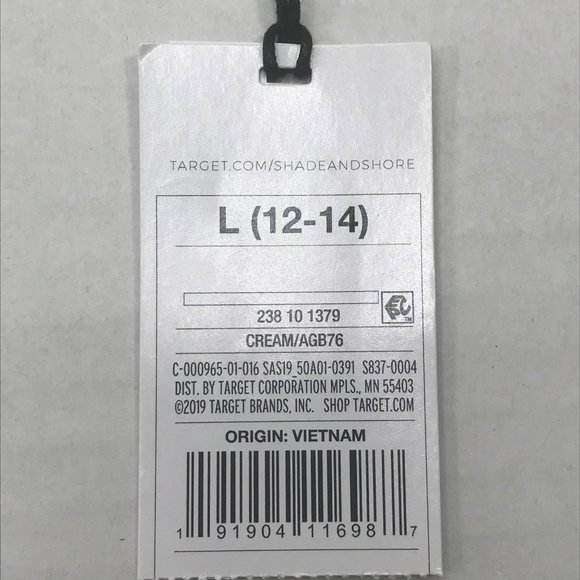 TARGET.COM/SHADEANDSHORE
L (12-14)
238 10 1379
EPC™
CREAM/AGB76
C-000965-01-016 SAS19_50A01-0391 S837-0004
DIST. BY TARGET CORPORATION MPLS., MN 55403
©2019 TARGET BRANDS, INC. SHOP TARGET.COM
ORIGIN: VIETNAM
1 91904 11698 7